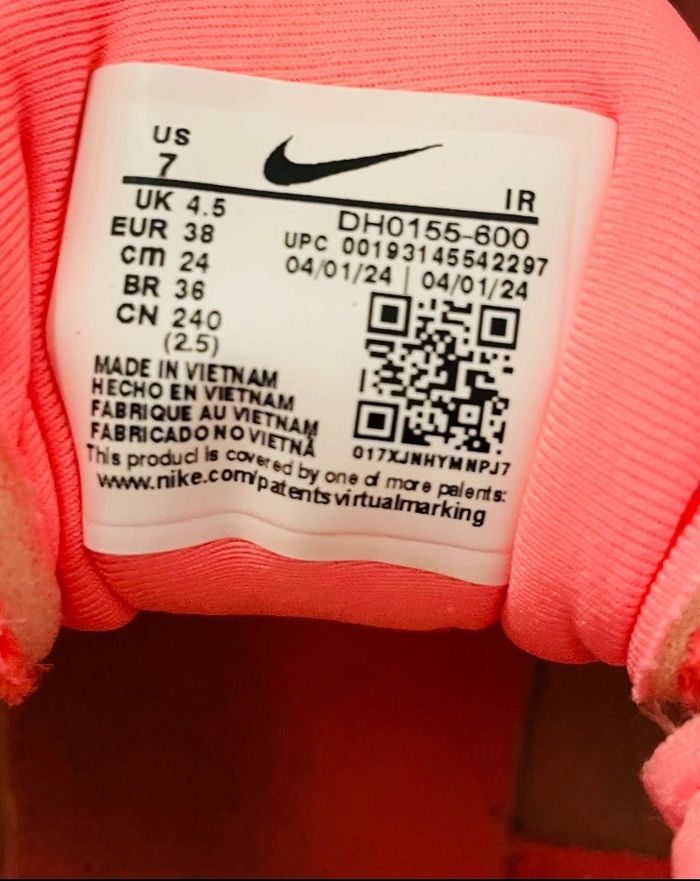 US
7
IR
UK 4.5
EUR 38
cm 24
BR 36
CN 240
(2.5)
DH0155-600
UPC 00193145542297
04/01/24 | 04/01/24
017XJNHYMNPJ7
MADE IN VIETNAM
HECHO EN VIETNAM
FABRIQUE AU VIETNAM
FABRICADO NO VIETNÃ
This product is covered by one of more patents:
www.nike.com/patentsvirtualmarking